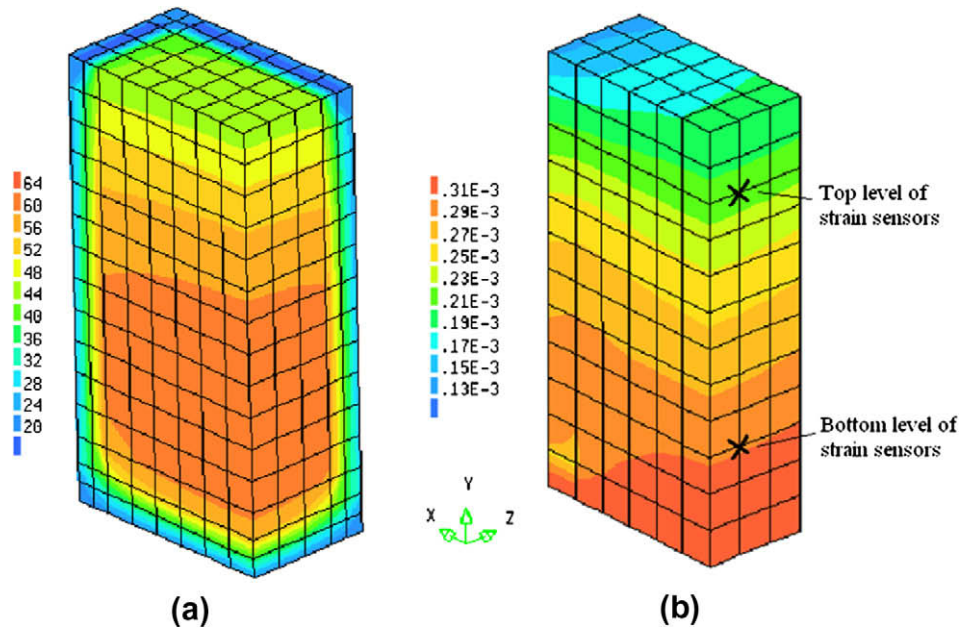 64
60
56
52
48
44
40
36
32
28
24
20
.31E-3
.29E-3
.27E-3
.25E-3
.23E-3
.21E-3
.19E-3
.17E-3
.15E-3
.13E-3
Top level of
strain sensors
Bottom level of
strain sensors
Y
X Z
(a) (b)